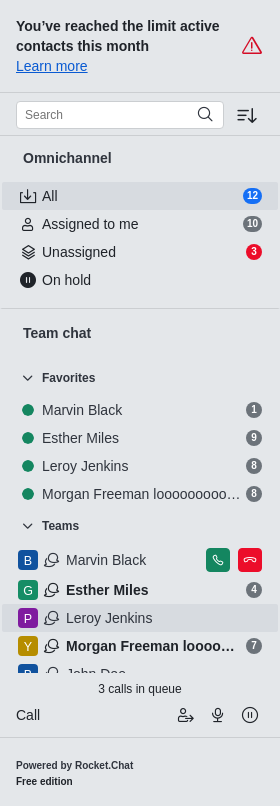 You’ve reached the limit active
contacts this month
Learn more
Search
Omnichannel
All 12
Assigned to me 10
Unassigned 3
On hold
Team chat
Favorites
Marvin Black 1
Esther Miles 9
Leroy Jenkins 8
Morgan Freeman looooooooo… 8
Teams
B Marvin Black
G Esther Miles 4
P Leroy Jenkins
Y Morgan Freeman loooo… 7
B John Doe
3 calls in queue
Call
Powered by Rocket.Chat
Free edition